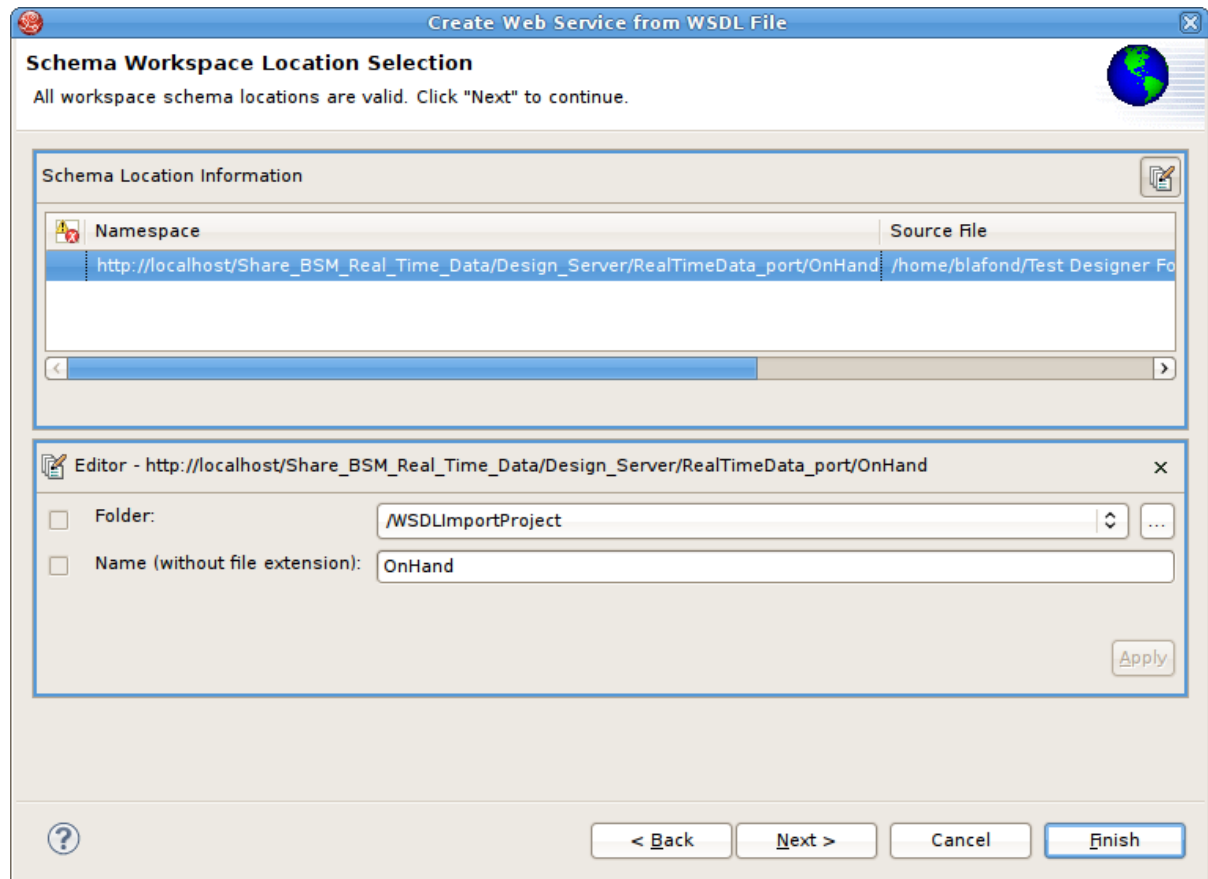 Create Web Service from WSDL File
Schema Workspace Location Selection
All workspace schema locations are valid. Click "Next" to continue.
Schema Location Information
Namespace Source File
http://localhost/Share_BSM_Real_Time_Data/Design_Server/RealTimeData_port/OnHand /home/blafond/Test Designer Fo
Editor - http://localhost/Share_BSM_Real_Time_Data/Design_Server/RealTimeData_port/OnHand
Folder: /WSDLImportProject ...
Name (without file extension): OnHand
Apply
? < Back Next > Cancel Finish